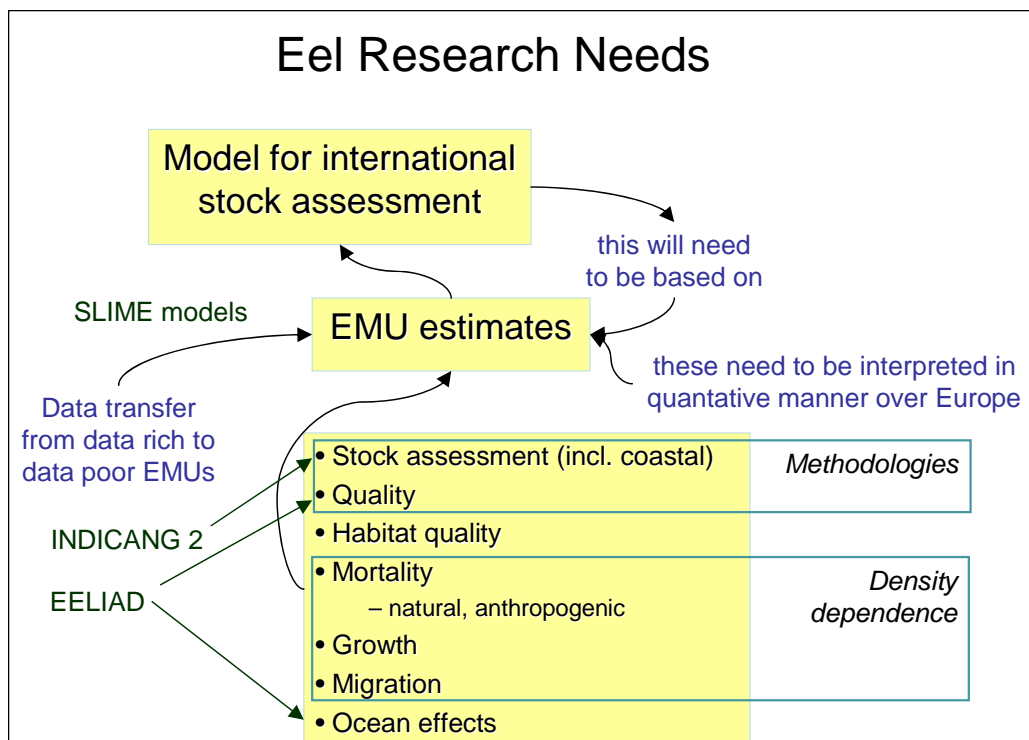 Eel Research Needs
Model for international
stock assessment
this will need
to be based on
SLIME models
EMU estimates
these need to be interpreted in
quantative manner over Europe
Data transfer
from data rich to
data poor EMUs
• Stock assessment (incl. coastal)
Methodologies
• Quality
INDICANG 2
• Habitat quality
EELIAD
• Mortality
– natural, anthropogenic
Density
dependence
• Growth
• Migration
• Ocean effects